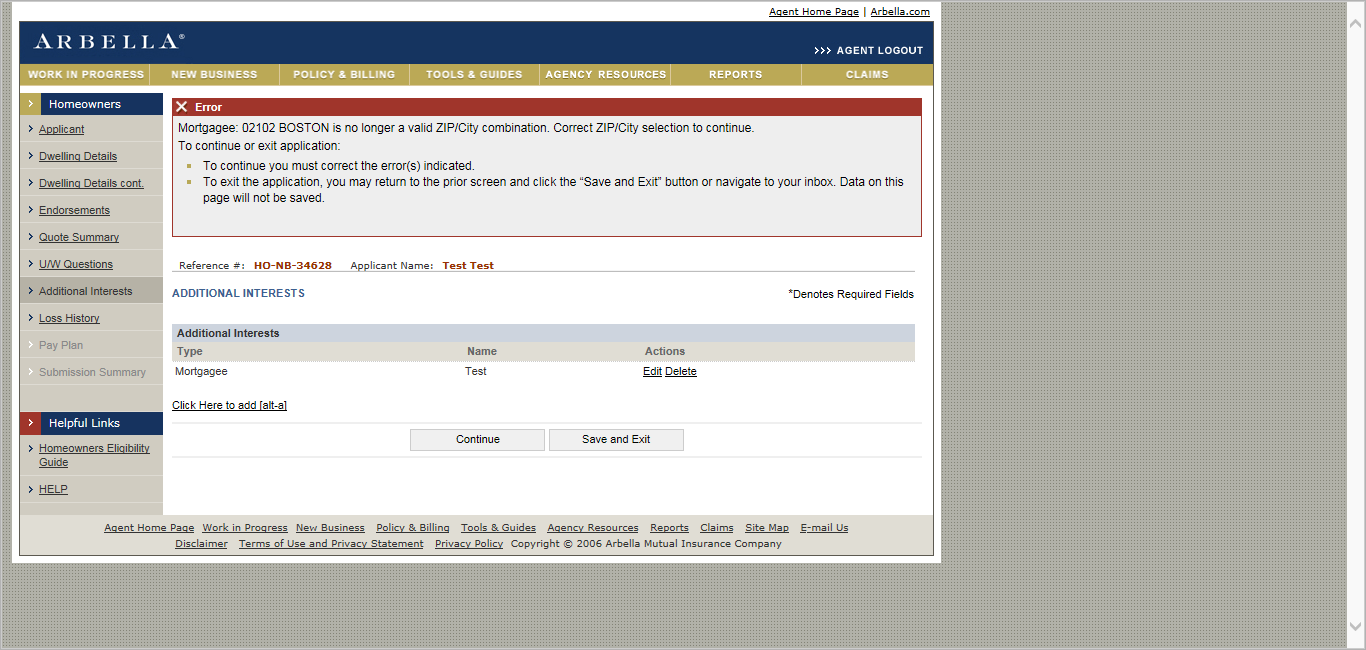 Agent Home Page | Arbella.com
ARBELLA®
>>> AGENT LOGOUT
WORK IN PROGRESS NEW BUSINESS POLICY & BILLING TOOLS & GUIDES AGENCY RESOURCES REPORTS CLAIMS
Homeowners
Applicant
Dwelling Details
Dwelling Details cont.
Endorsements
Quote Summary
U/W Questions
Additional Interests
Loss History
Pay Plan
Submission Summary
Helpful Links
Homeowners Eligibility
Guide
HELP
Error
Mortgagee: 02102 BOSTON is no longer a valid ZIP/City combination. Correct ZIP/City selection to continue.
To continue or exit application:
To continue you must correct the error(s) indicated.
To exit the application, you may return to the prior screen and click the “Save and Exit” button or navigate to your inbox. Data on this
page will not be saved.
Reference #: HO-NB-34628 Applicant Name: Test Test
ADDITIONAL INTERESTS
*Denotes Required Fields
Additional Interests
Type Name Actions
Mortgagee Test Edit Delete
Click Here to add [alt-a]
Continue Save and Exit
Agent Home Page Work in Progress New Business Policy & Billing Tools & Guides Agency Resources Reports Claims Site Map E-mail Us
Disclaimer Terms of Use and Privacy Statement Privacy Policy Copyright © 2006 Arbella Mutual Insurance Company